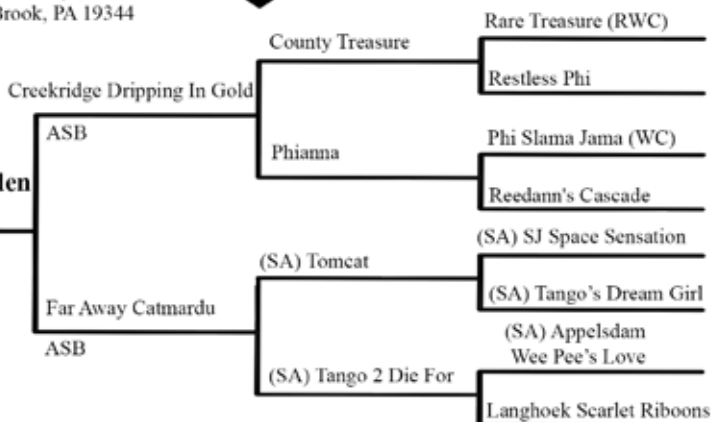 Brook, PA 19344
Rare Treasure (RWC)
County Treasure
Restless Phi
Creekridge Dripping In Gold
ASB
Phi Slama Jama (WC)
Phianna
Reedann's Cascade
(SA) SJ Space Sensation
(SA) Tomcat
(SA) Tango's Dream Girl
Far Away Catmardu
ASB
(SA) Appelsdam
Wee Pee's Love
(SA) Tango 2 Die For
Langhoek Scarlet Riboons